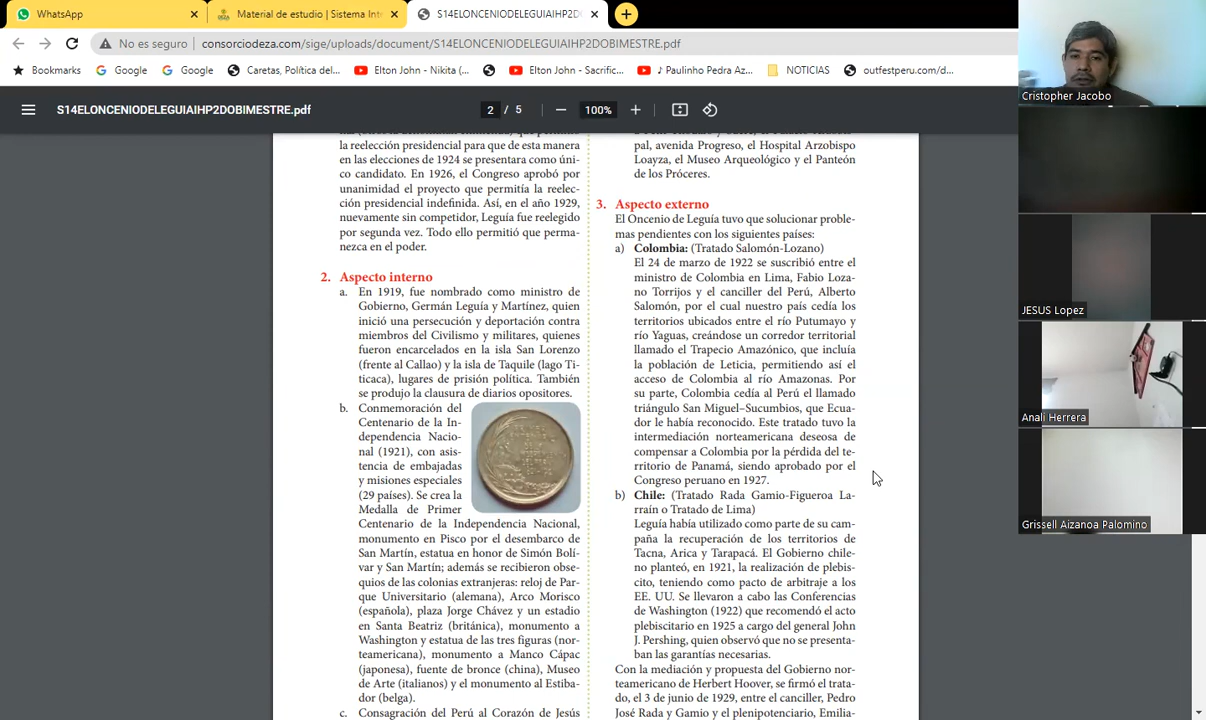 WhatsApp
Material de estudio | Sistema Int
S14ELONCENIODELEGUIAIHP2D
No es seguro
consorciodeza.com/sige/uploads/document/S14ELONCENIODELEGUIAIHP2DOBIMESTRE.pdf
Bookmarks
Google
Google
Caretas, Política del...
Elton John - Nikita (...
Elton John - Sacrific...
♪ Paulinho Pedra Az...
NOTICIAS
outfestperu.com/d...
S14ELONCENIODELEGUIAIHP2DOBIMESTRE.pdf
2 / 5
100%
la reelección presidencial para que de esta manera
en las elecciones de 1924 se presentara como úni-
co candidato. En 1926, el Congreso aprobó por
unanimidad el proyecto que permitía la reelec-
ción presidencial indefinida. Así, en el año 1929,
nuevamente sin competidor, Leguía fue reelegido
por segunda vez. Todo ello permitió que perma-
nezca en el poder.
2. Aspecto interno
a. En 1919, fue nombrado como ministro de
Gobierno, Germán Leguía y Martínez, quien
inició una persecución y deportación contra
miembros del Civilismo y militares, quienes
fueron encarcelados en la isla San Lorenzo
(frente al Callao) y la isla de Taquile (lago Ti-
ticaca), lugares de prisión política. También
se produjo la clausura de diarios opositores.
b. Conmemoración del
Centenario de la In-
dependencia Nacio-
nal (1921), con asis-
tencia de embajadas
y misiones especiales
(29 países). Se crea la
Medalla de Primer
Centenario de la Independencia Nacional,
monumento en Pisco por el desembarco de
San Martín, estatua en honor de Simón Bolí-
var y San Martín; además se recibieron obse-
quios de las colonias extranjeras: reloj de Par-
que Universitario (alemana), Arco Morisco
(española), plaza Jorge Chávez y un estadio
en Santa Beatriz (británica), monumento a
Washington y estatua de las tres figuras (nor-
teamericana), monumento a Manco Cápac
(japonesa), fuente de bronce (china), Museo
de Arte (italianos) y el monumento al Estiba-
dor (belga).
c. Consagración del Perú al Corazón de Jesús
pal, avenida Progreso, el Hospital Arzobispo
Loayza, el Museo Arqueológico y el Panteón
de los Próceres.
3. Aspecto externo
El Oncenio de Leguía tuvo que solucionar proble-
mas pendientes con los siguientes países:
a) Colombia: (Tratado Salomón-Lozano)
El 24 de marzo de 1922 se suscribió entre el
ministro de Colombia en Lima, Fabio Loza-
no Torrijos y el canciller del Perú, Alberto
Salomón, por el cual nuestro país cedía los
territorios ubicados entre el río Putumayo y
río Yaguas, creándose un corredor territorial
llamado el Trapecio Amazónico, que incluía
la población de Leticia, permitiendo así el
acceso de Colombia al río Amazonas. Por
su parte, Colombia cedía al Perú el llamado
triángulo San Miguel–Sucumbios, que Ecua-
dor le había reconocido. Este tratado tuvo la
intermediación norteamericana deseosa de
compensar a Colombia por la pérdida del te-
rritorio de Panamá, siendo aprobado por el
Congreso peruano en 1927.
b) Chile: (Tratado Rada Gamio-Figueroa La-
rraín o Tratado de Lima)
Leguía había utilizado como parte de su cam-
paña la recuperación de los territorios de
Tacna, Arica y Tarapacá. El Gobierno chile-
no planteó, en 1921, la realización de plebis-
cito, teniendo como pacto de arbitraje a los
EE. UU. Se llevaron a cabo las Conferencias
de Washington (1922) que recomendó el acto
plebiscitario en 1925 a cargo del general John
J. Pershing, quien observó que no se presenta-
ban las garantías necesarias.
Con la mediación y propuesta del Gobierno nor-
teamericano de Herbert Hoover, se firmó el trata-
do, el 3 de junio de 1929, entre el canciller, Pedro
José Rada y Gamio y el plenipotenciario, Emilia-
Cristopher Jacobo
JESUS Lopez
Anali Herrera
Grissell Aizanoa Palomino